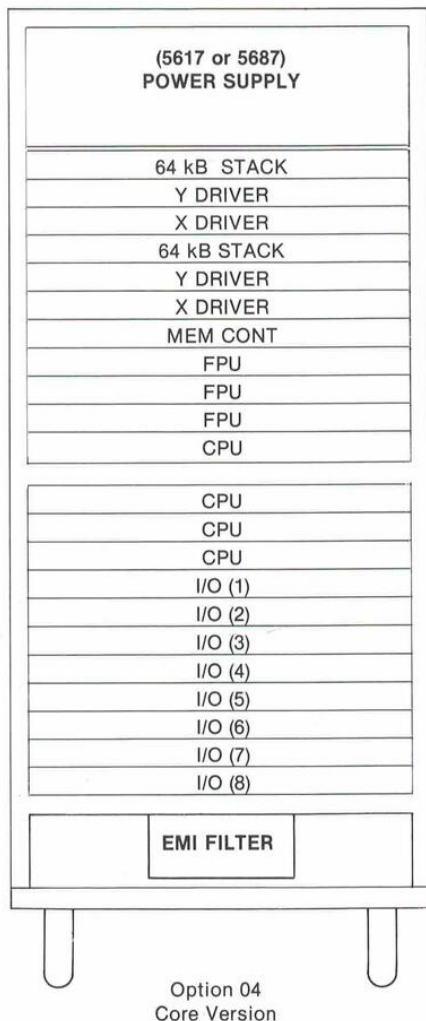 (5617 or 5687)
POWER SUPPLY
64 kB STACK
Y DRIVER
X DRIVER
64 kB STACK
Y DRIVER
X DRIVER
MEM CONT
FPU
FPU
FPU
CPU
CPU
CPU
CPU
I/O (1)
I/O (2)
I/O (3)
I/O (4)
I/O (5)
I/O (6)
I/O (7)
I/O (8)
EMI FILTER
Option 04
Core Version